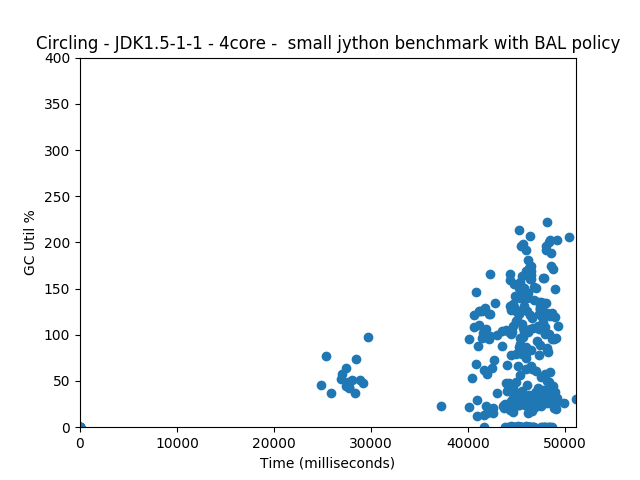 Circling - JDK1.5-1-1 - 4core -  small jython benchmark with BAL policy
400
350
300
250
200
150
100
50
0
GC Util %
0 10000 20000 30000 40000 50000
Time (milliseconds)